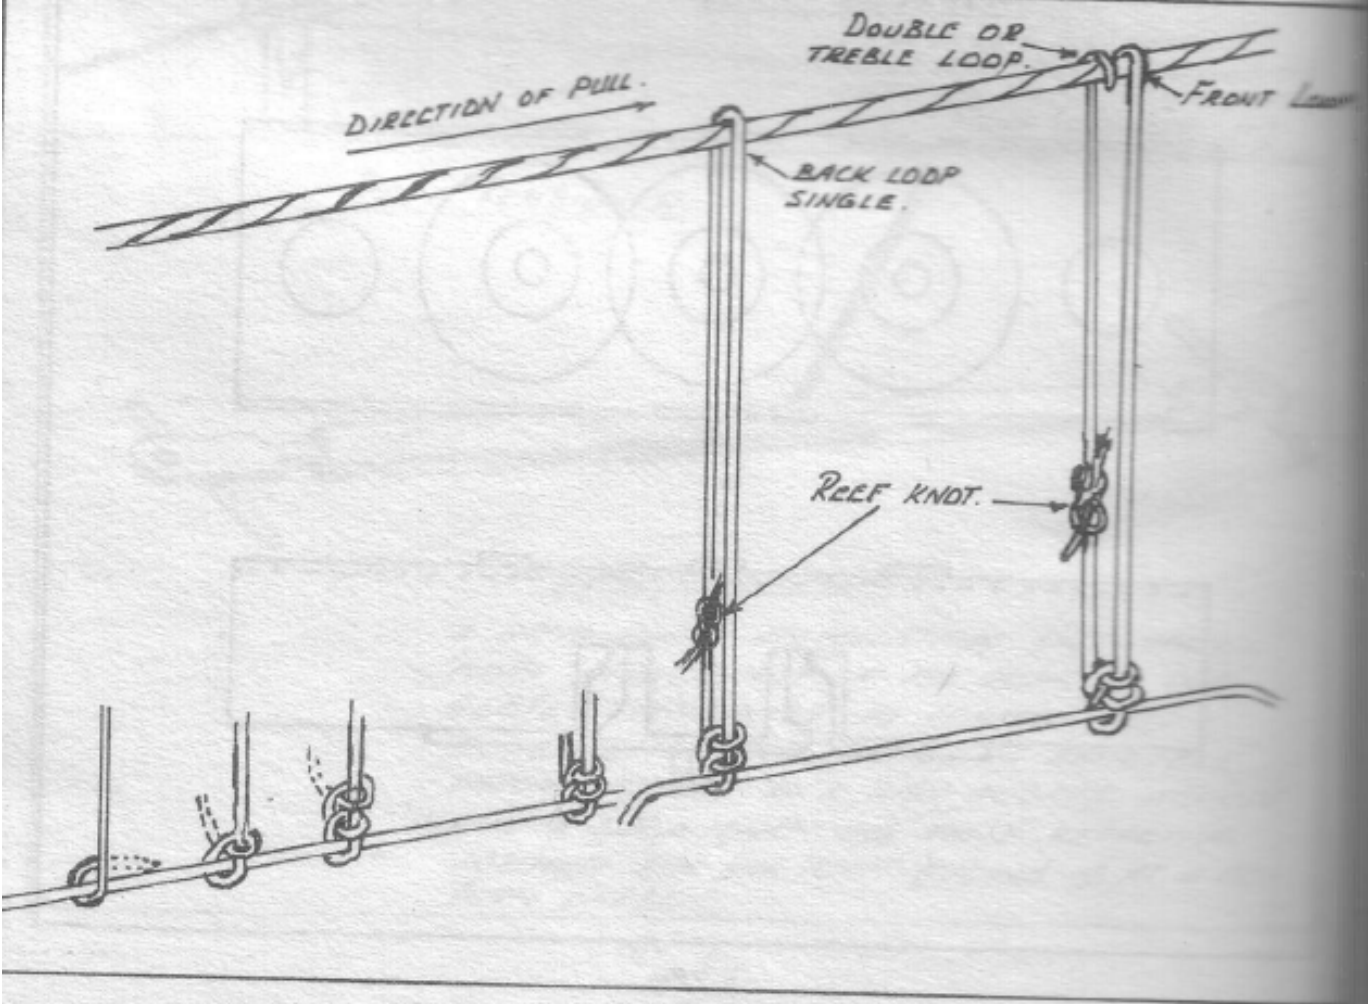 DOUBLE OR
TREBLE LOOP.
DIRECTION OF PULL.
FRONT
BACK LOOP
SINGLE.
REEF KNOT.